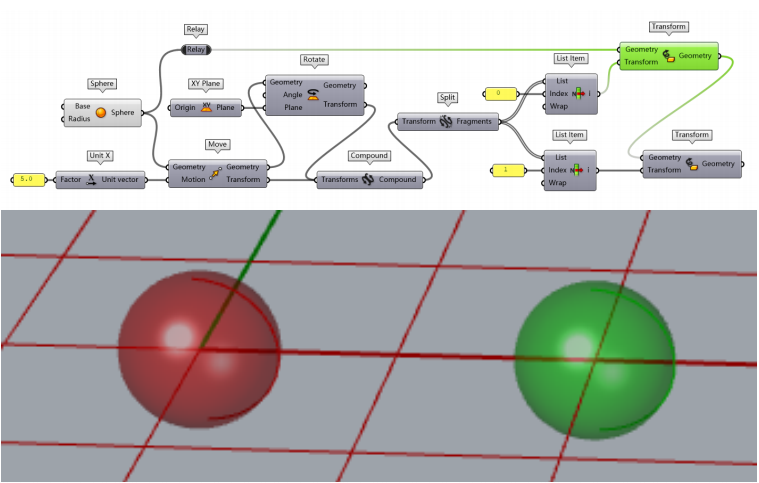 Relay
Relay
Transform
Geometry
Transform
Geometry
Rotate
Geometry
Angle
Plane
Geometry
Transform
List Item
List
Index
Wrap
i
0
Sphere
Base
Radius
Sphere
XY Plane
Origin
XY
Plane
Split
Transform
Fragments
Unit X
5.0
Factor
X
Unit vector
Move
Geometry
Motion
Geometry
Transform
Compound
Transforms
Compound
List Item
1
List
Index
Wrap
i
Transform
Geometry
Transform
Geometry